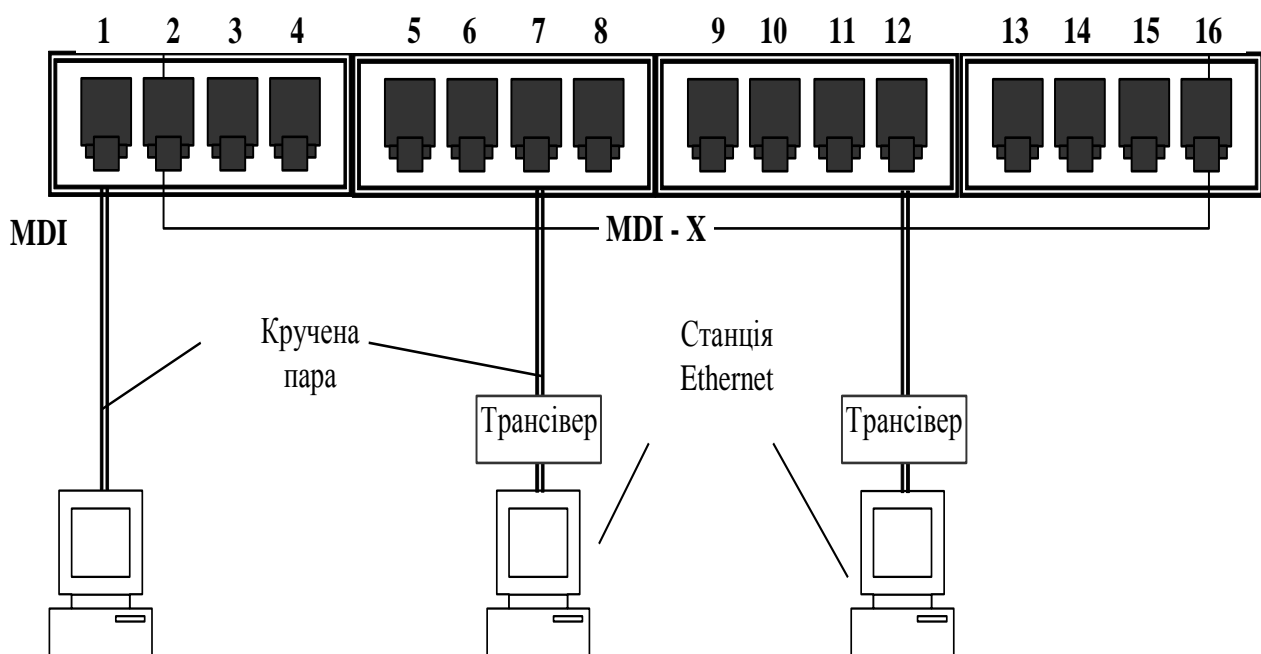 1 2 3 4 5 6 7 8 9 10 11 12 13 14 15 16
MDI
MDI - X
Кручена
пара
Станція
Ethernet
Трансівер
Трансівер